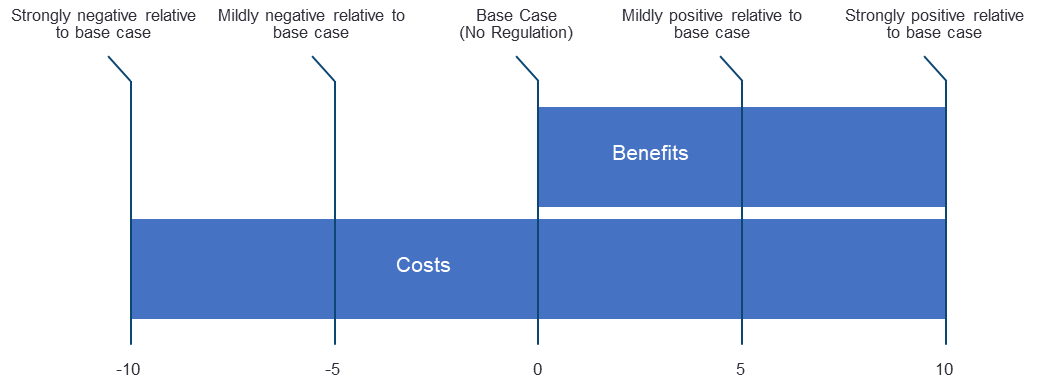 Strongly negative relative
to base case
Mildly negative relative to
base case
Base Case
(No Regulation)
Mildly positive relative to
base case
Strongly positive relative
to base case
Benefits
Costs
-10
-5
0
5
10